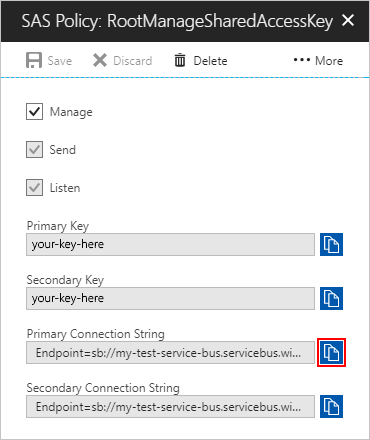 SAS Policy: RootManageSharedAccessKey
Save Discard Delete ••• More
Manage
Send
Listen
Primary Key
your-key-here
Secondary Key
your-key-here
Primary Connection String
Endpoint=sb://my-test-service-bus.servicebus.wi...
Secondary Connection String
Endpoint=sb://my-test-service-bus.servicebus.wi...